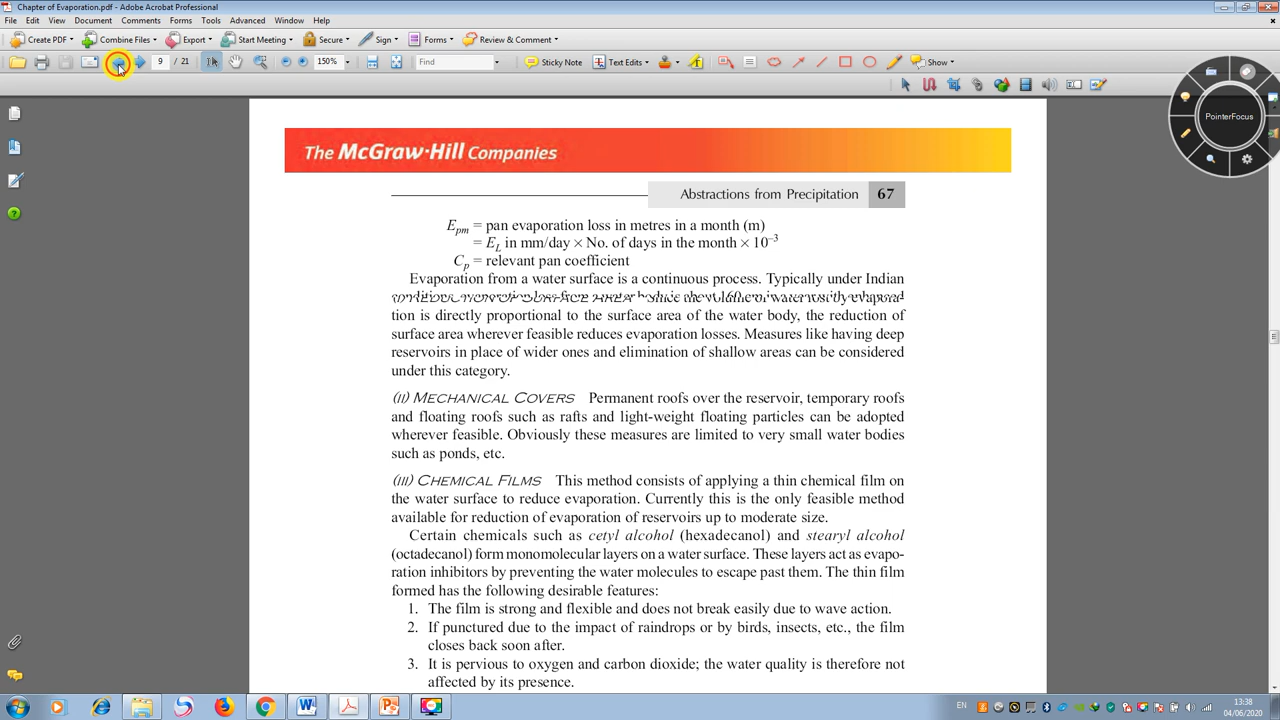 Chapter of Evaporation.pdf - Adobe Acrobat Professional
File Edit View Document Comments Forms Tools Advanced Window Help
Create PDF Combine Files Export Start Meeting Secure Sign Forms Review & Comment
9 / 21 150% Find Sticky Note Text Edits Show
PointerFocus
The McGraw·Hill Companies
Abstractions from Precipitation 67
Epm = pan evaporation loss in metres in a month (m)
= EL in mm/day × No. of days in the month × 10–3
Cp = relevant pan coefficient
Evaporation from a water surface is a continuous process. Typically under Indian
tion is directly proportional to the surface area of the water body, the reduction of
surface area wherever feasible reduces evaporation losses. Measures like having deep
reservoirs in place of wider ones and elimination of shallow areas can be considered
under this category.
(ii) Mechanical Covers Permanent roofs over the reservoir, temporary roofs
and floating roofs such as rafts and light-weight floating particles can be adopted
wherever feasible. Obviously these measures are limited to very small water bodies
such as ponds, etc.
(iii) Chemical Films This method consists of applying a thin chemical film on
the water surface to reduce evaporation. Currently this is the only feasible method
available for reduction of evaporation of reservoirs up to moderate size.
Certain chemicals such as cetyl alcohol (hexadecanol) and stearyl alcohol
(octadecanol) form monomolecular layers on a water surface. These layers act as evapo-
ration inhibitors by preventing the water molecules to escape past them. The thin film
formed has the following desirable features:
1. The film is strong and flexible and does not break easily due to wave action.
2. If punctured due to the impact of raindrops or by birds, insects, etc., the film
closes back soon after.
3. It is pervious to oxygen and carbon dioxide; the water quality is therefore not
affected by its presence.
EN 13:38
04/06/2020